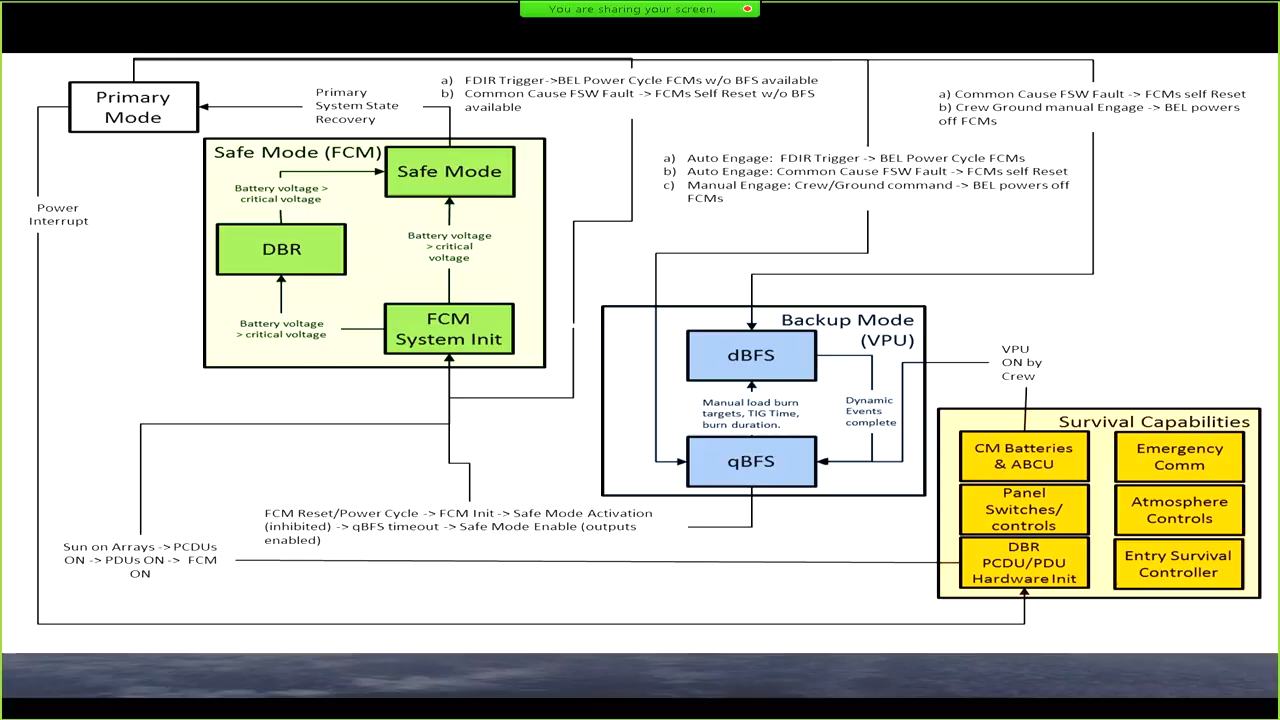 You are sharing your screen.
Primary
Mode
Primary
System State
Recovery
a) FDIR Trigger->BEL Power Cycle FCMs w/o BFS available
b) Common Cause FSW Fault -> FCMs Self Reset w/o BFS
available
a) Common Cause FSW Fault -> FCMs self Reset
b) Crew Ground manual Engage -> BEL powers
off FCMs
a) Auto Engage: FDIR Trigger -> BEL Power Cycle FCMs
b) Auto Engage: Common Cause FSW Fault -> FCMs self Reset
c) Manual Engage: Crew/Ground command -> BEL powers off
FCMs
Power
Interrupt
Safe Mode (FCM)
Safe Mode
Battery voltage >
critical voltage
DBR
Battery voltage
> critical
voltage
Battery voltage
> critical voltage
FCM
System Init
Backup Mode
(VPU)
dBFS
Manual load burn
targets, TIG Time,
burn duration.
Dynamic
Events
complete
qBFS
VPU
ON by
Crew
Survival Capabilities
CM Batteries
& ABCU
Emergency
Comm
Panel
Switches/
controls
Atmosphere
Controls
DBR
PCDU/PDU
Hardware Init
Entry Survival
Controller
FCM Reset/Power Cycle -> FCM Init -> Safe Mode Activation
(inhibited) -> qBFS timeout -> Safe Mode Enable (outputs
enabled)
Sun on Arrays -> PCDUs
ON -> PDUs ON -> FCM
ON